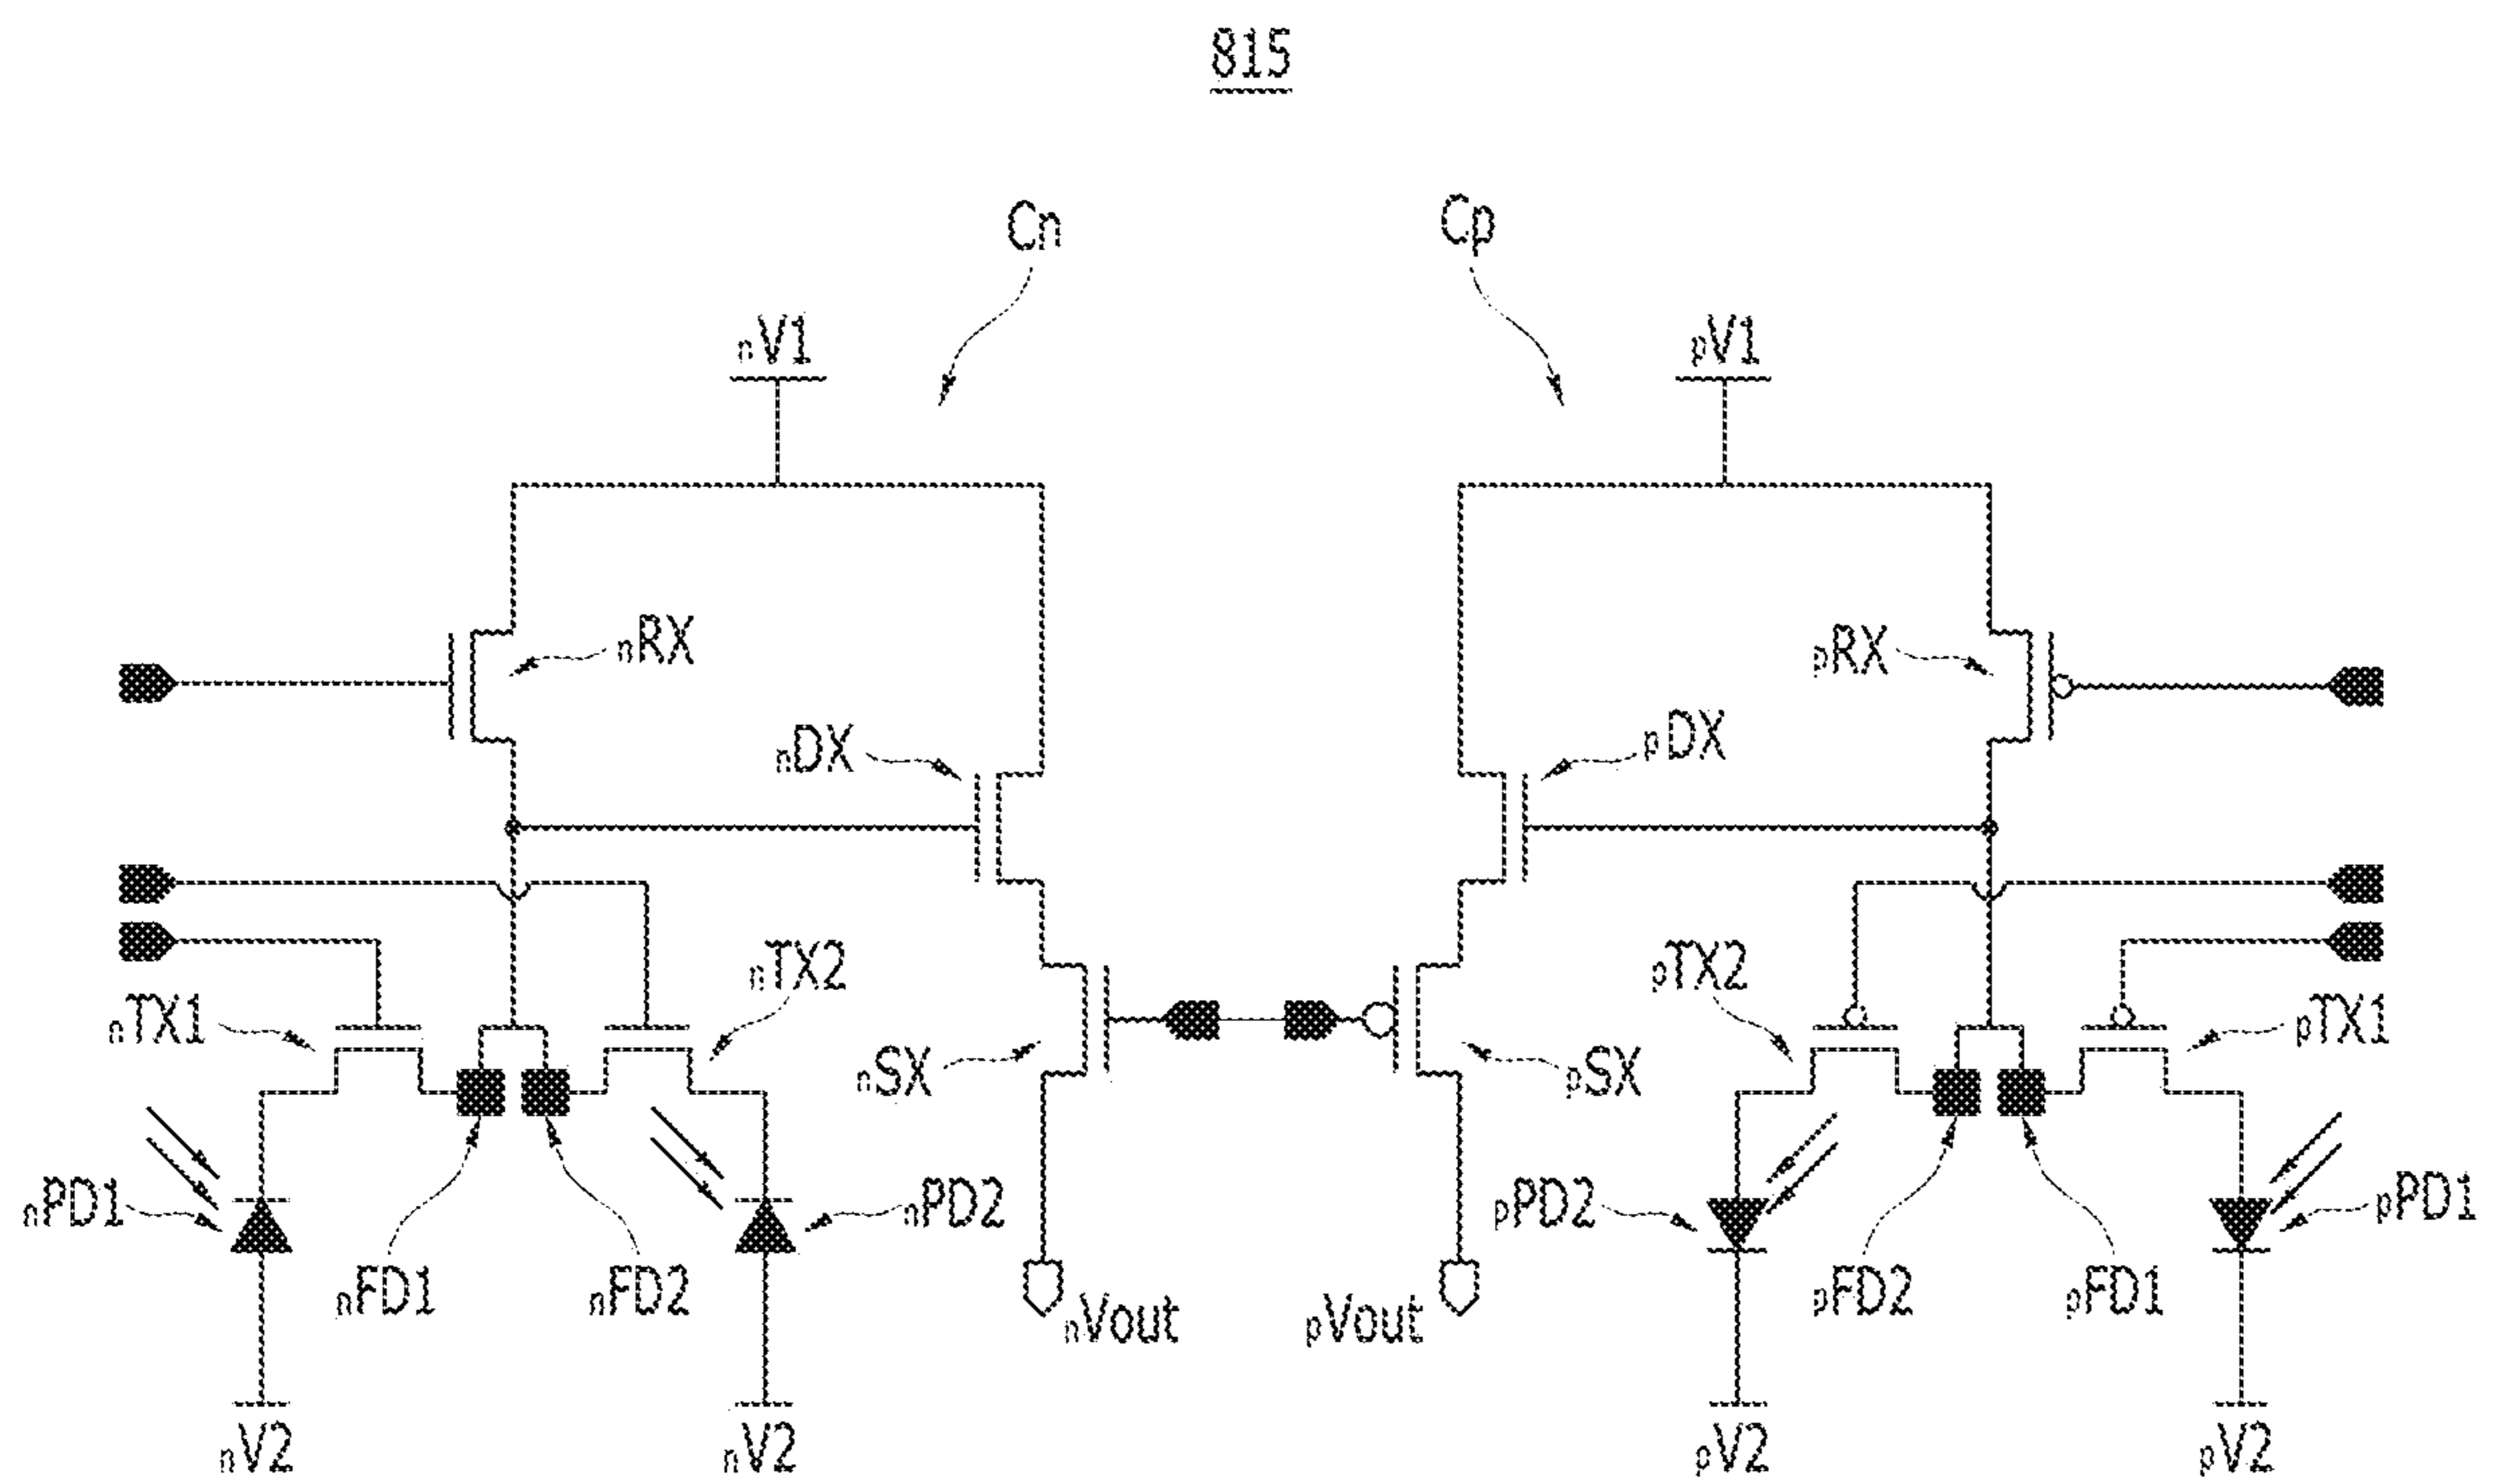 815
Cn
Cp
nV1
pV1
nRX
pRX
nDX
pDX
nTX2
pTX2
nTX1
pTX1
nSX
pSX
nPD1
nPD2
pPD2
pPD1
nFD1
nFD2
pFD2
pFD1
nVout
pVout
nV2
nV2
pV2
pV2